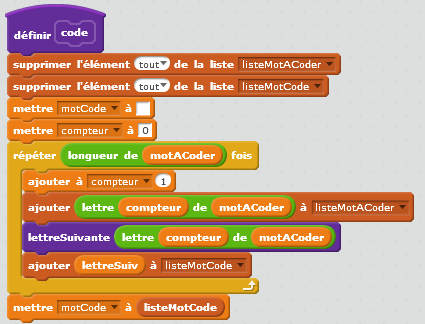 définir code
supprimer l'élément tout de la liste listeMotACoder
supprimer l'élément tout de la liste listeMotCode
mettre motCode à
mettre compteur à 0
répéter longueur de motACoder fois
ajouter à compteur 1
ajouter lettre compteur de motACoder à listeMotACoder
lettreSuivante lettre compteur de motACoder
ajouter lettreSuiv à listeMotCode
mettre motCode à listeMotCode